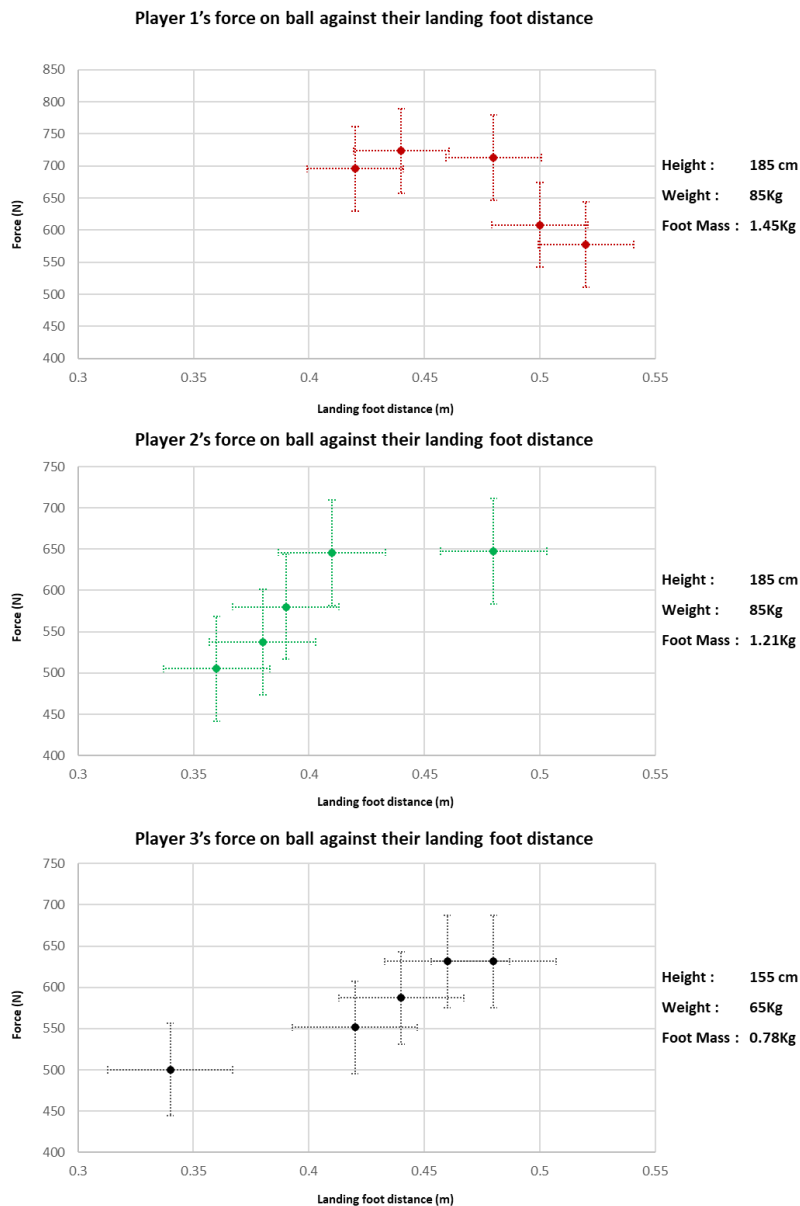 Player 1's force on ball against their landing foot distance
850
800
750
700
650
600
550
500
450
400
Force (N)
0.3 0.35 0.4 0.45 0.5 0.55
Landing foot distance (m)
Height : 185 cm
Weight : 85Kg
Foot Mass : 1.45Kg
Player 2's force on ball against their landing foot distance
750
700
650
600
550
500
450
400
Force (N)
0.3 0.35 0.4 0.45 0.5 0.55
Landing foot distance (m)
Height : 185 cm
Weight : 85Kg
Foot Mass : 1.21Kg
Player 3's force on ball against their landing foot distance
750
700
650
600
550
500
450
400
Force (N)
0.3 0.35 0.4 0.45 0.5 0.55
Landing foot distance (m)
Height : 155 cm
Weight : 65Kg
Foot Mass : 0.78Kg